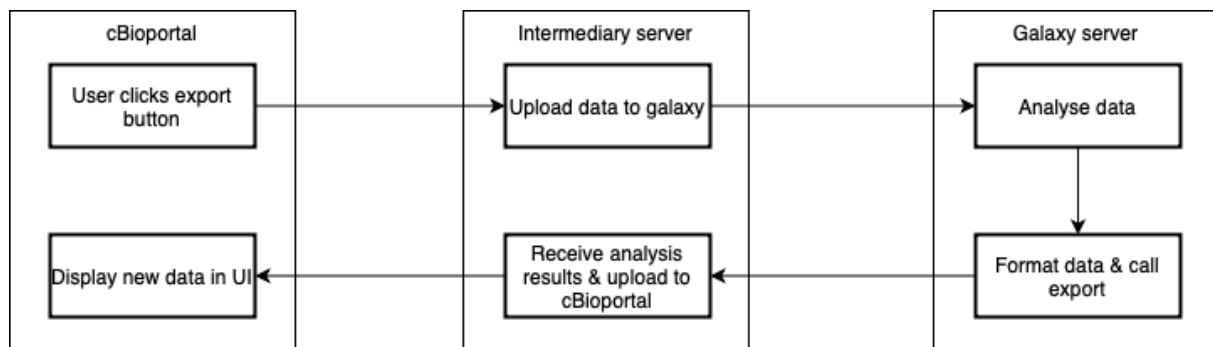 cBioportal
Intermediary server
Galaxy server
User clicks export
button
Upload data to galaxy
Analyse data
Display new data in UI
Receive analysis
results & upload to
cBioportal
Format data & call
export